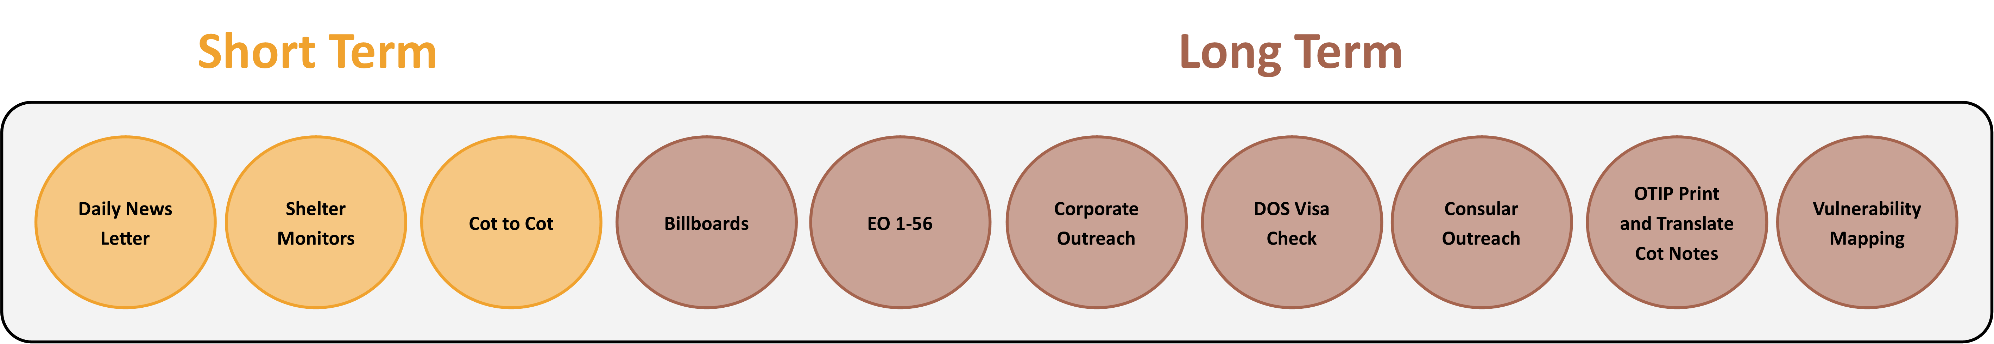 Short Term
Long Term
Daily News
Letter
Shelter
Monitors
Cot to Cot
Billboards
EO 1-56
Corporate
Outreach
DOS Visa
Check
Consular
Outreach
OTIP Print
and Translate
Cot Notes
Vulnerability
Mapping